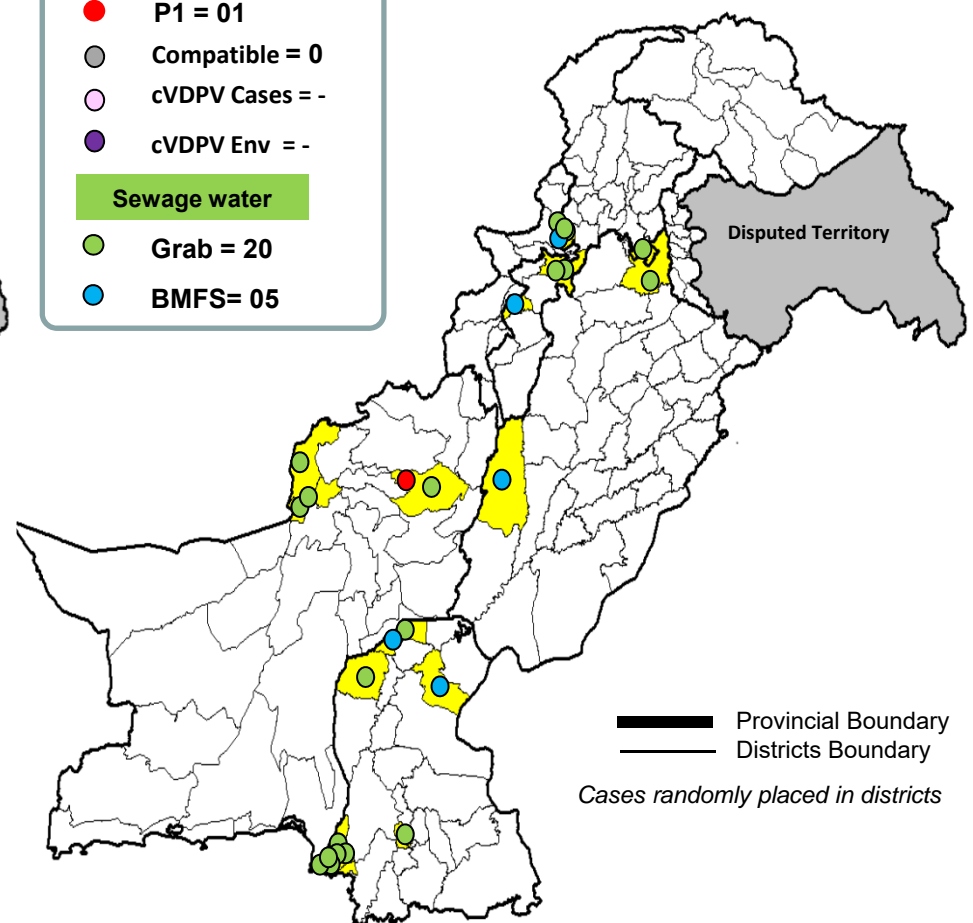 P1 = 01
Compatible = 0
cVDPV Cases = -
cVDPV Env = -
Sewage water
Grab = 20
BMFS= 05
Disputed Territory
Provincial Boundary
Districts Boundary
Cases randomly placed in districts